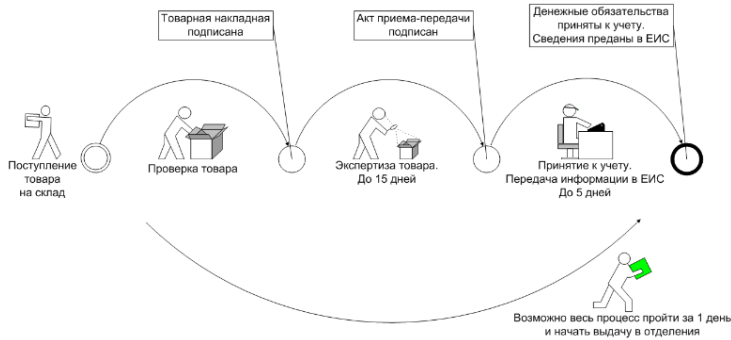 Товарная накладная
подписана
Акт приема-передачи
подписан
Денежные обязательства
приняты к учету.
Сведения преданы в ЕИС
Поступление
товара
на склад
Проверка товара
Экспертиза товара.
До 15 дней
Принятие к учету.
Передача информации в ЕИС
До 5 дней
Возможно весь процесс пройти за 1 день
и начать выдачу в отделения